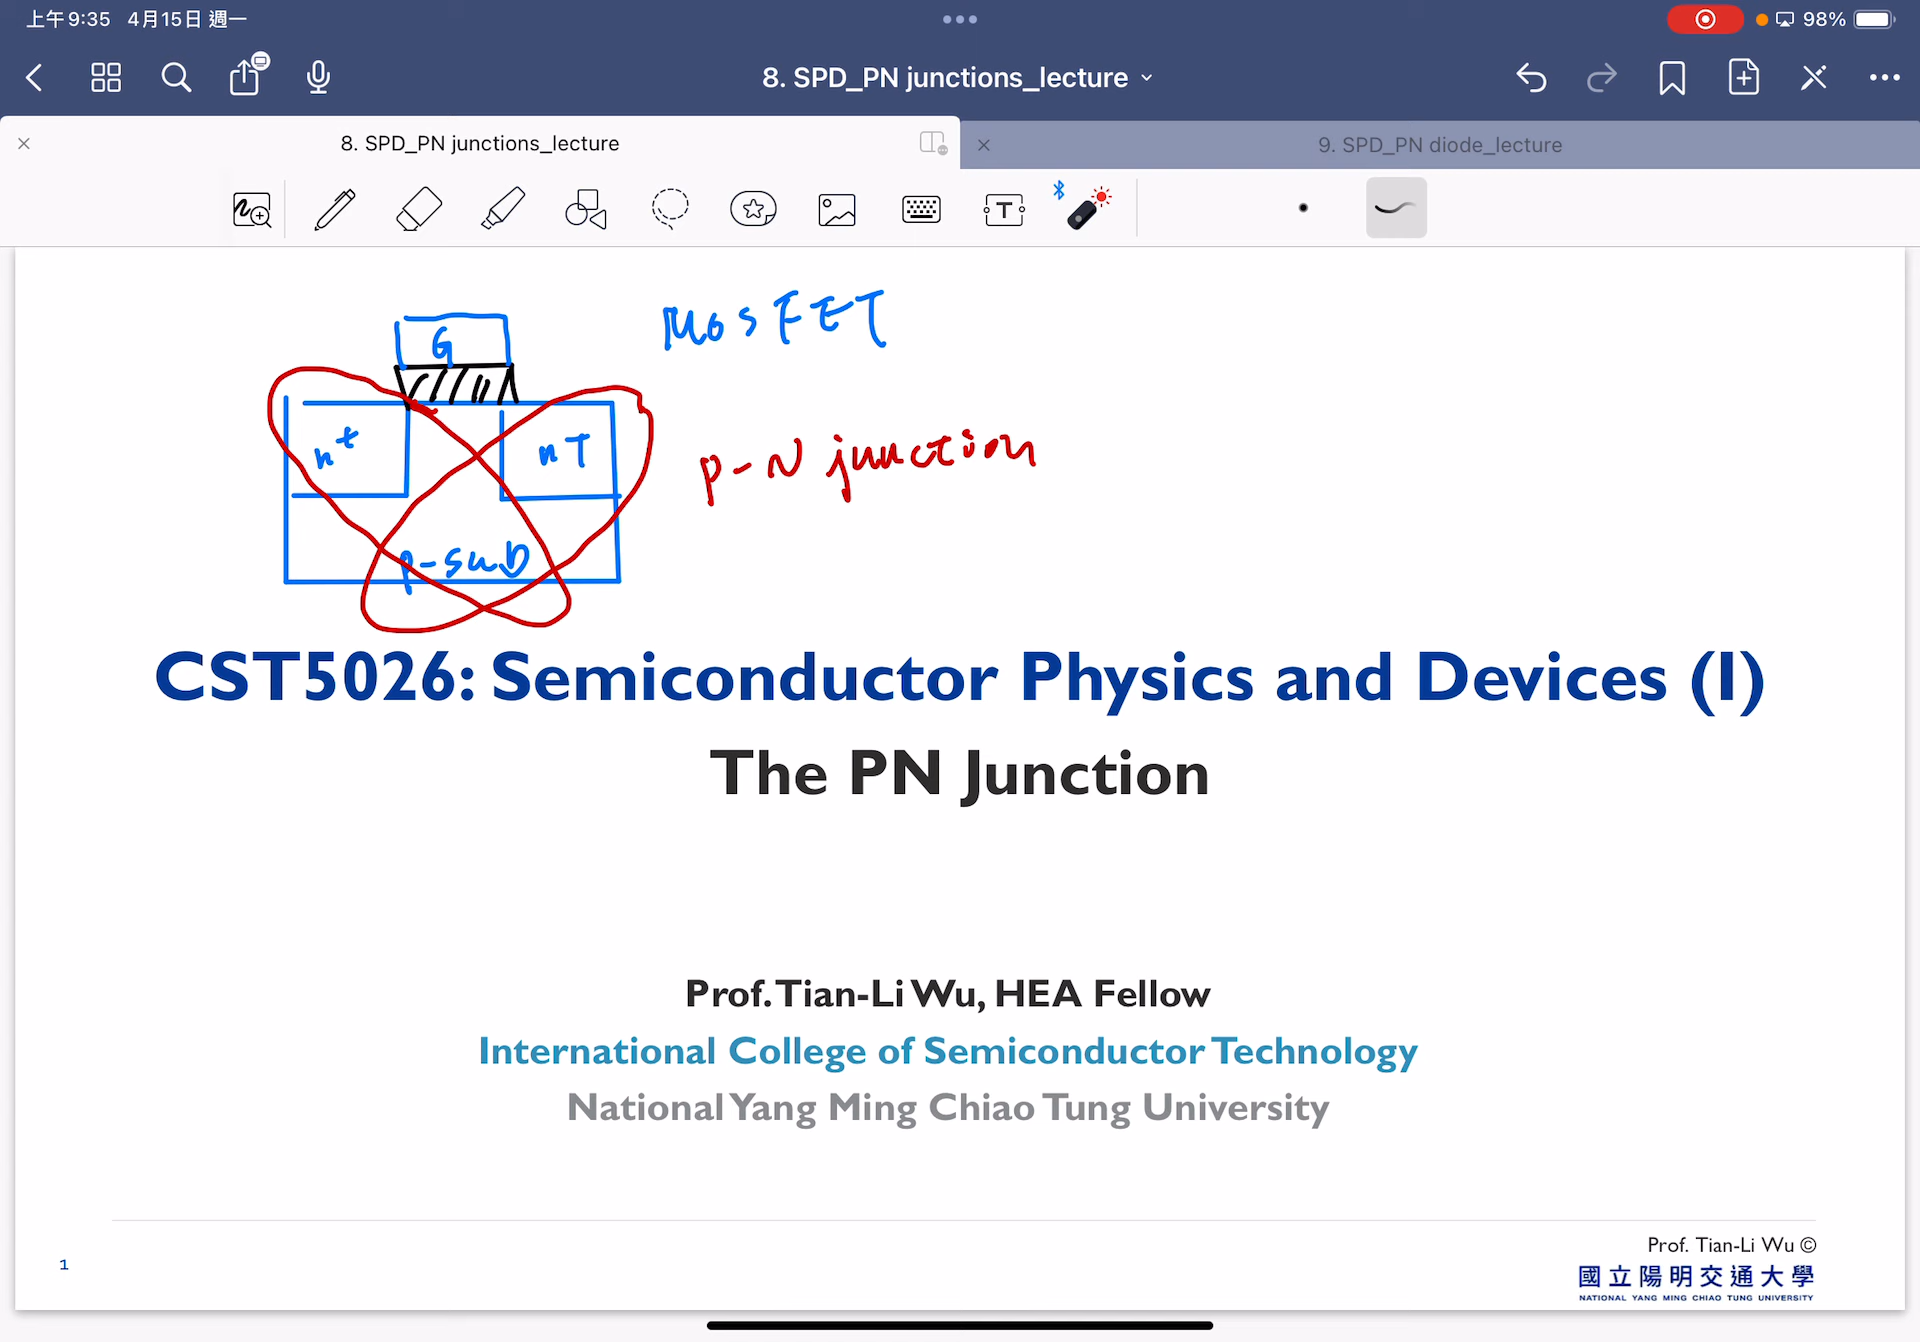 上午9:35 4月15日 週一
98%
8. SPD_PN junctions_lecture
8. SPD_PN junctions_lecture
9. SPD_PN diode_lecture
T
MOSFET
G
n+
n+
P-N junction
p-sub
CST5026: Semiconductor Physics and Devices (I)
The PN Junction
Prof. Tian-Li Wu, HEA Fellow
International College of Semiconductor Technology
National Yang Ming Chiao Tung University
Prof. Tian-Li Wu ©
1
國立陽明交通大學
NATIONAL YANG MING CHIAO TUNG UNIVERSITY